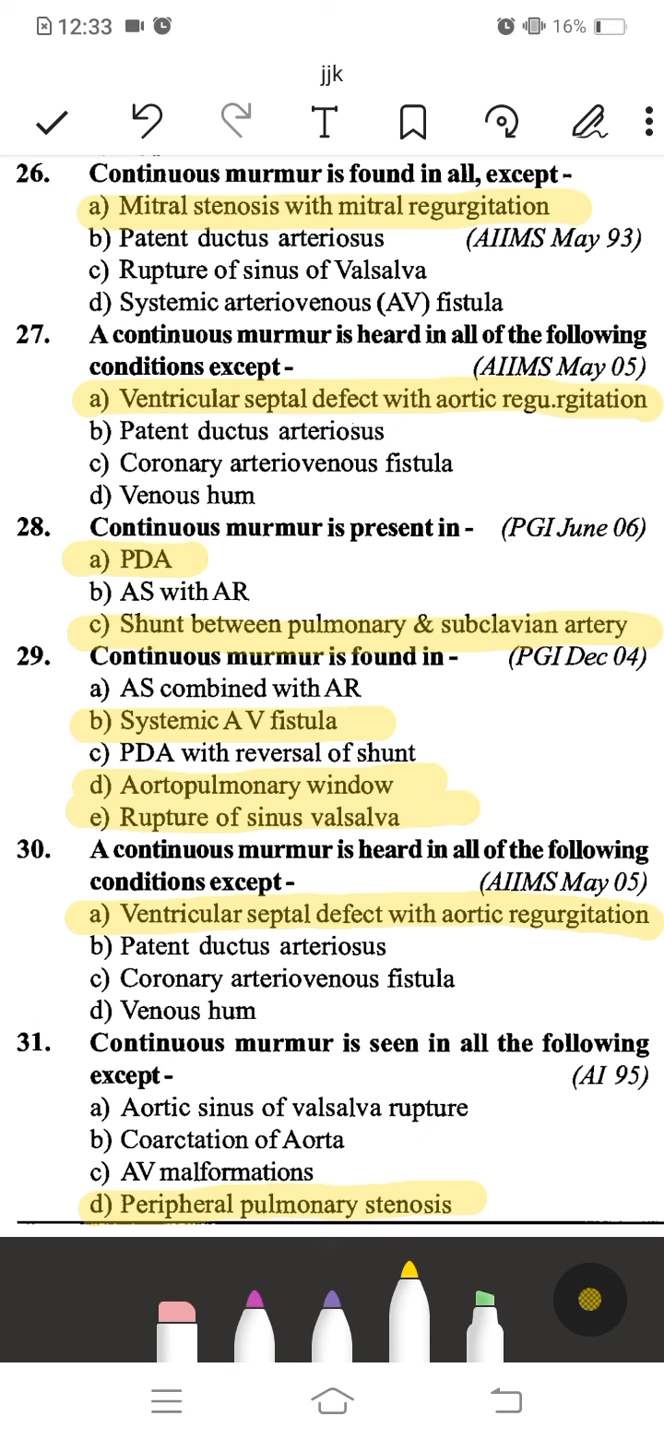 12:33
16%
jjk
T
26. Continuous murmur is found in all, except -
a) Mitral stenosis with mitral regurgitation
b) Patent ductus arteriosus (AIIMS May 93)
c) Rupture of sinus of Valsalva
d) Systemic arteriovenous (AV) fistula
27. A continuous murmur is heard in all of the following
conditions except - (AIIMS May 05)
a) Ventricular septal defect with aortic regu.rgitation
b) Patent ductus arteriosus
c) Coronary arteriovenous fistula
d) Venous hum
28. Continuous murmur is present in - (PGI June 06)
a) PDA
b) AS with AR
c) Shunt between pulmonary & subclavian artery
29. Continuous murmur is found in - (PGI Dec 04)
a) AS combined with AR
b) Systemic A V fistula
c) PDA with reversal of shunt
d) Aortopulmonary window
e) Rupture of sinus valsalva
30. A continuous murmur is heard in all of the following
conditions except - (AIIMS May 05)
a) Ventricular septal defect with aortic regurgitation
b) Patent ductus arteriosus
c) Coronary arteriovenous fistula
d) Venous hum
31. Continuous murmur is seen in all the following
except - (AI 95)
a) Aortic sinus of valsalva rupture
b) Coarctation of Aorta
c) AV malformations
d) Peripheral pulmonary stenosis